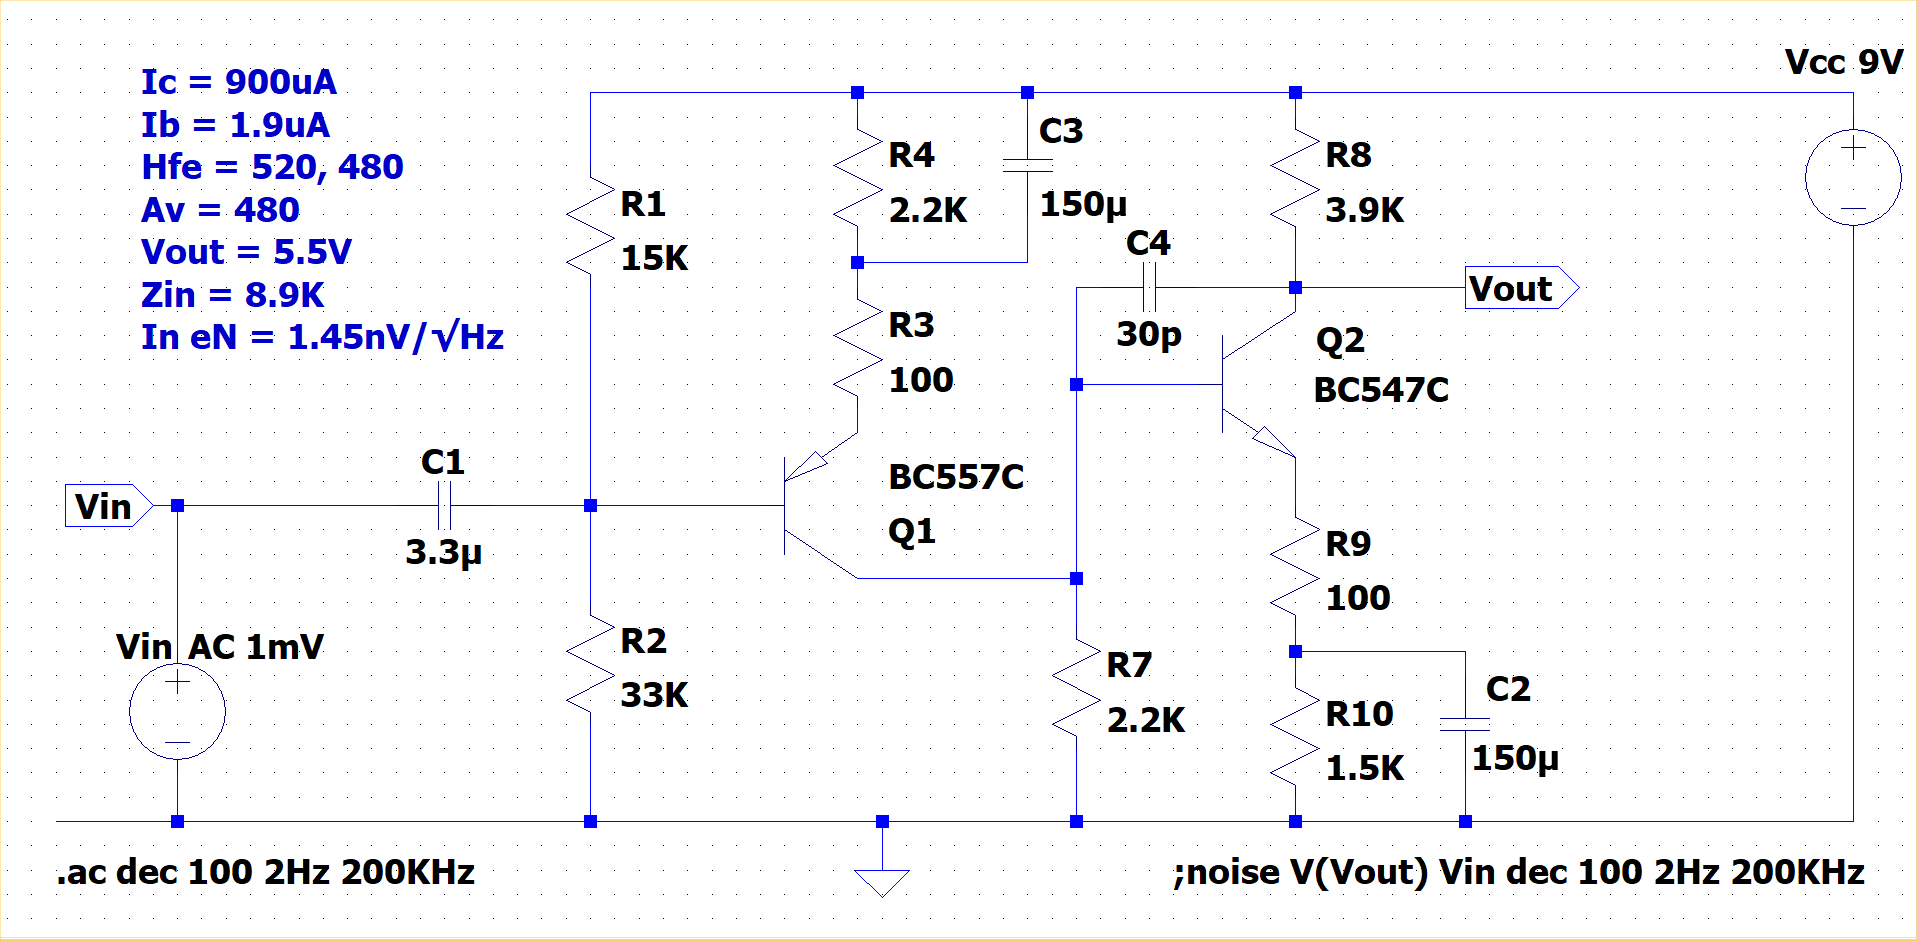 Ic = 900uA
Ib = 1.9uA
Hfe = 520, 480
Av = 480
Vout = 5.5V
Zin = 8.9K
In eN = 1.45nV/√Hz
Vcc 9V
R1
15K
R4
2.2K
C3
150µ
R8
3.9K
C4
30p
Vout
R3
100
Q2
BC547C
C1
3.3µ
Vin
BC557C
Q1
R9
100
Vin AC 1mV
R2
33K
R7
2.2K
R10
1.5K
C2
150µ
.ac dec 100 2Hz 200KHz
;noise V(Vout) Vin dec 100 2Hz 200KHz